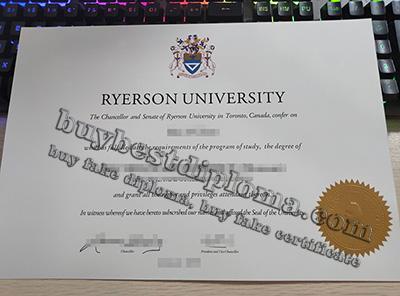 RYERSON UNIVERSITY
The Chancellor and Senate of Ryerson University in Toronto, Canada, confer on
requirements of the program of study, the degree of
buybestdiploma.com
buy fake diploma, buy fake certificate
and grant all the
and privileges
In witness whereof we have hereto subscribed our
the Seal of the
Chancellor
President and Vice Chancellor